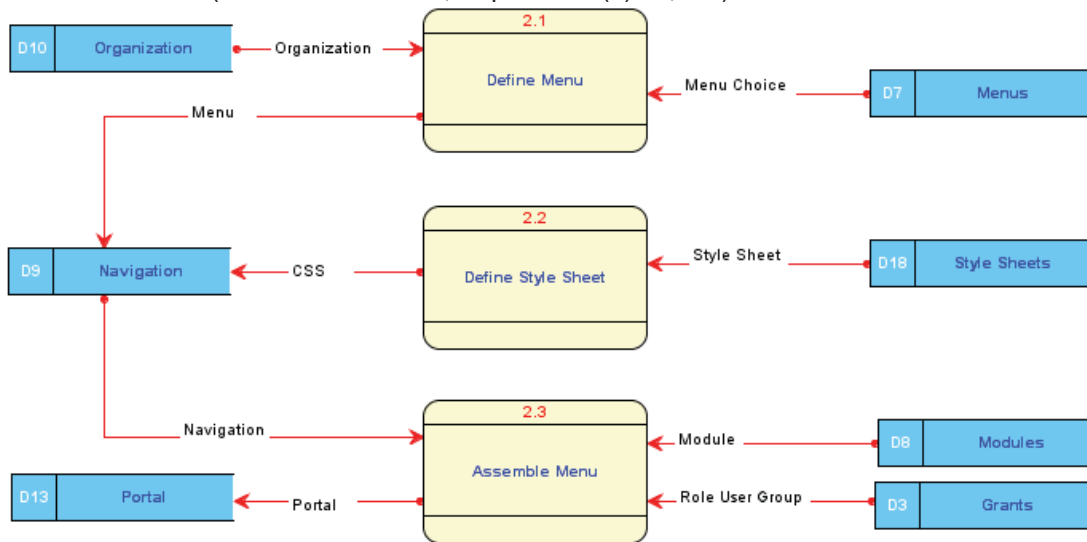 2.1
D10 Organization
Organization
Define Menu
Menu Choice
D7 Menus
Menu
2.2
D9 Navigation
CSS
Define Style Sheet
Style Sheet
D18 Style Sheets
2.3
Navigation
Module
D8 Modules
Assemble Menu
D13 Portal
Portal
Role User Group
D3 Grants